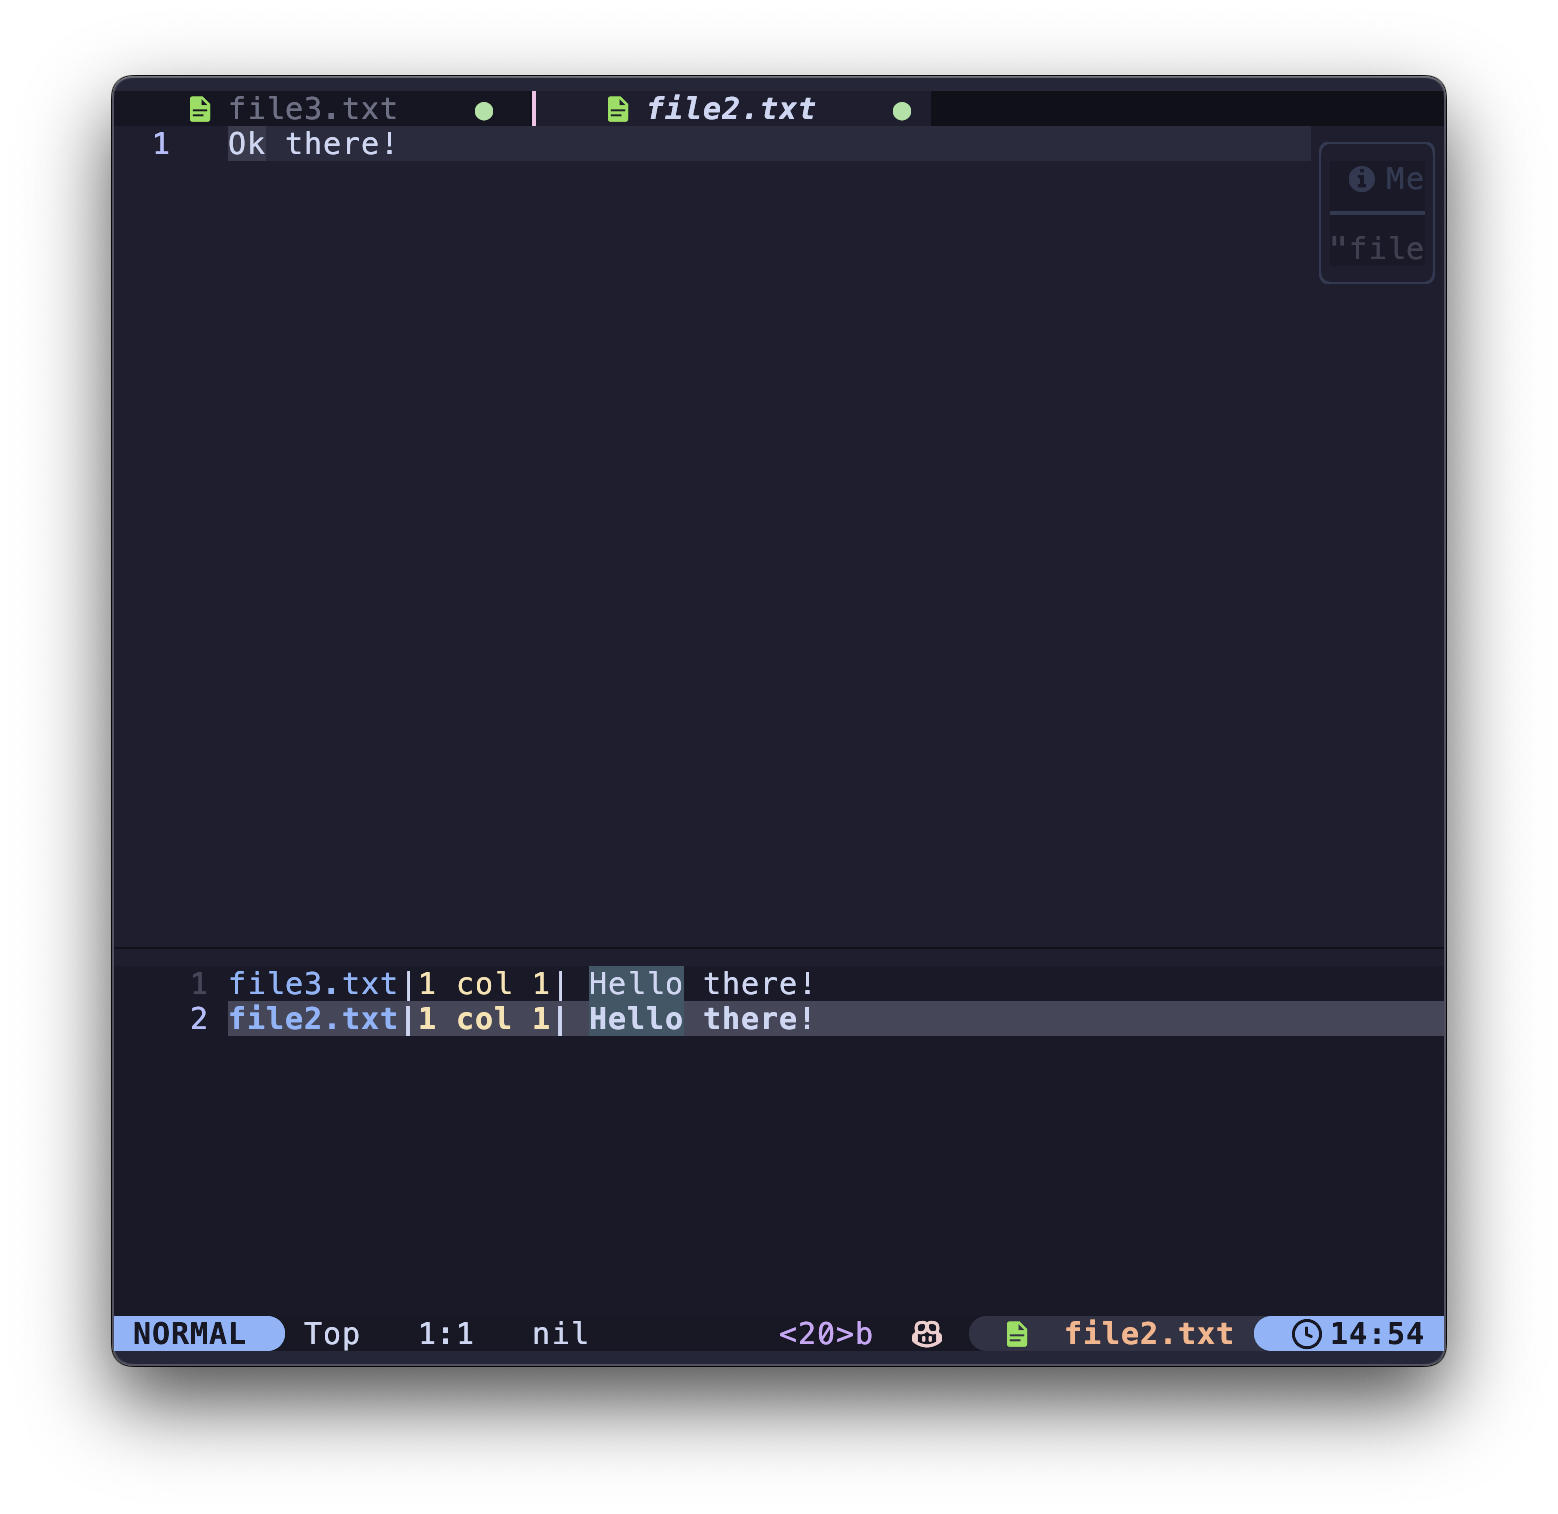 file3.txt ● file2.txt ●
1 Ok there!
Me
"file
1 file3.txt|1 col 1| Hello there!
2 file2.txt|1 col 1| Hello there!
NORMAL Top 1:1 nil <20>b file2.txt 14:54